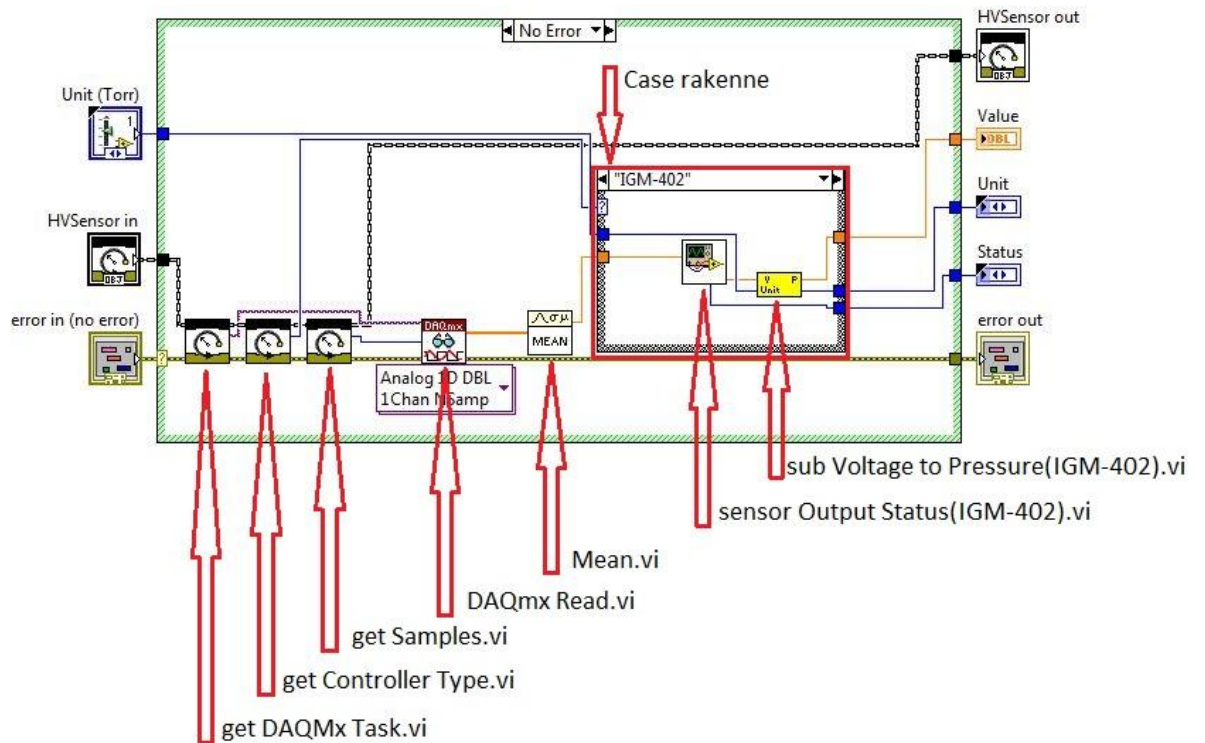 No Error
HVSensor out
OBJ
Case rakenne
Unit (Torr)
1
Value
DBL
"IGM-402"
?
Unit
HVSensor in
OBJ
V P
Unit
Status
error in (no error)
?
DAQmx
MEAN
error out
Analog 1D DBL
1Chan NSamp
sub Voltage to Pressure(IGM-402).vi
sensor Output Status(IGM-402).vi
Mean.vi
DAQmx Read.vi
get Samples.vi
get Controller Type.vi
get DAQMx Task.vi